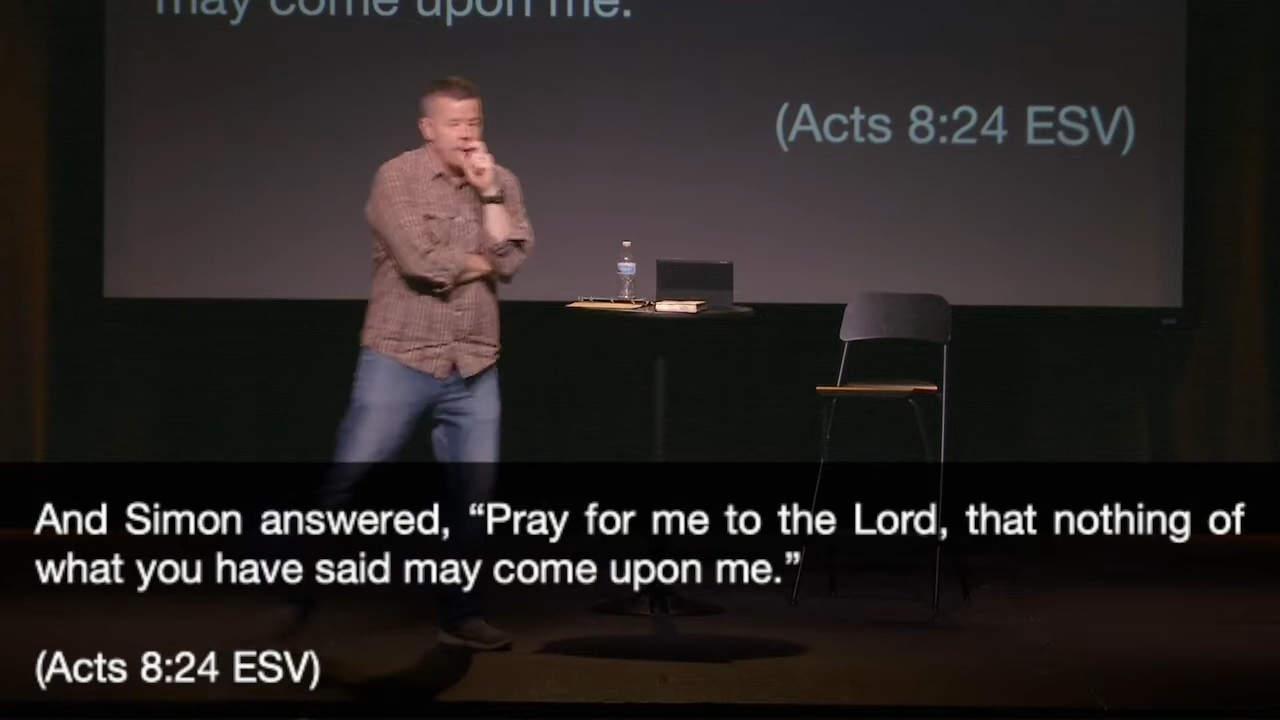 may come upon me.
(Acts 8:24 ESV)
And Simon answered, “Pray for me to the Lord, that nothing of
what you have said may come upon me.”
(Acts 8:24 ESV)